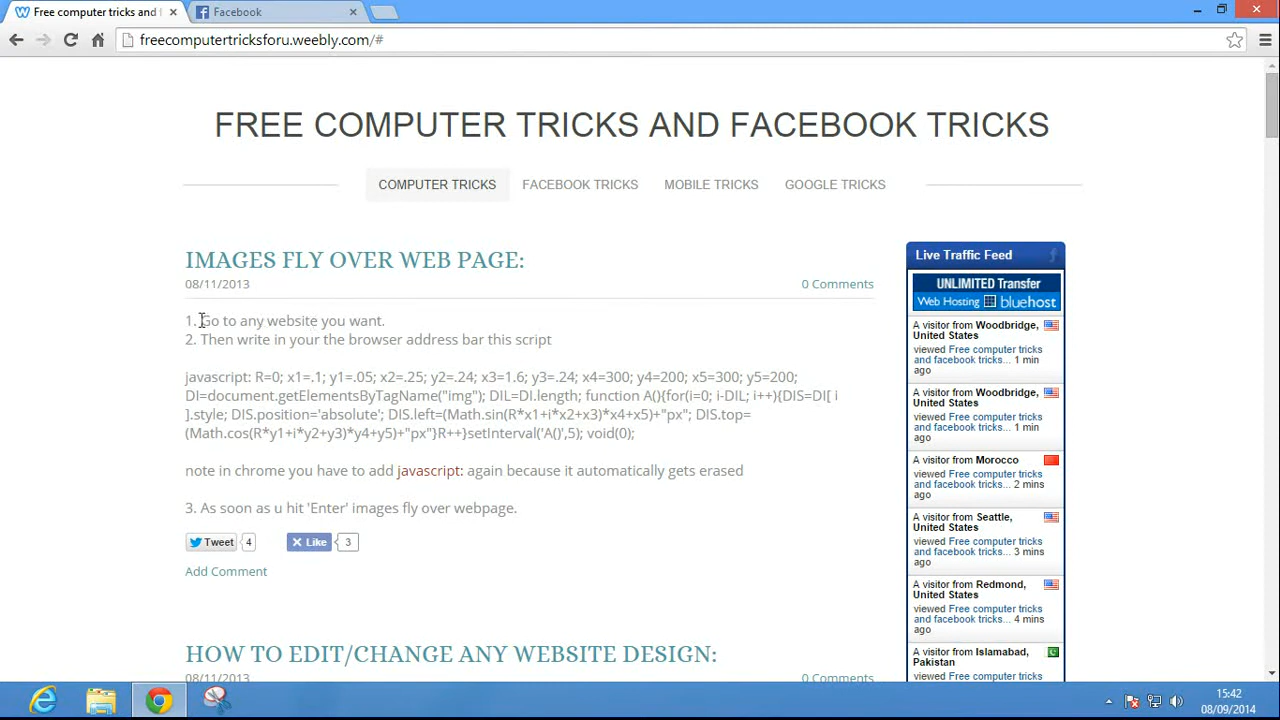 Free computer tricks and
Facebook
freecomputertricksforu.weebly.com/#
FREE COMPUTER TRICKS AND FACEBOOK TRICKS
COMPUTER TRICKS
FACEBOOK TRICKS
MOBILE TRICKS
GOOGLE TRICKS
IMAGES FLY OVER WEB PAGE:
08/11/2013
0 Comments
1. Go to any website you want.
2. Then write in your the browser address bar this script
javascript: R=0; x1=.1; y1=.05; x2=.25; y2=.24; x3=1.6; y3=.24; x4=300; y4=200; x5=300; y5=200;
DI=document.getElementsByTagName("img"); DIL=DI.length; function A(){for(i=0; i-DIL; i++){DIS=DI[ i
].style; DIS.position='absolute'; DIS.left=(Math.sin(R*x1+i*x2+x3)*x4+x5)+"px"; DIS.top=
(Math.cos(R*y1+i*y2+y3)*y4+y5)+"px"}R++}setInterval('A()',5); void(0);
note in chrome you have to add javascript: again because it automatically gets erased
3. As soon as u hit 'Enter' images fly over webpage.
Tweet
4
Like
3
Add Comment
HOW TO EDIT/CHANGE ANY WEBSITE DESIGN:
08/11/2013
0 Comments
Live Traffic Feed
UNLIMITED Transfer
Web Hosting bluehost
A visitor from Woodbridge,
United States
viewed Free computer tricks
and facebook tricks... 1 min
ago
A visitor from Woodbridge,
United States
viewed Free computer tricks
and facebook tricks... 1 min
ago
A visitor from Morocco
viewed Free computer tricks
and facebook tricks... 2 mins
ago
A visitor from Seattle,
United States
viewed Free computer tricks
and facebook tricks... 3 mins
ago
A visitor from Redmond,
United States
viewed Free computer tricks
and facebook tricks... 4 mins
ago
A visitor from Islamabad,
Pakistan
viewed Free computer tricks
15:42
08/09/2014